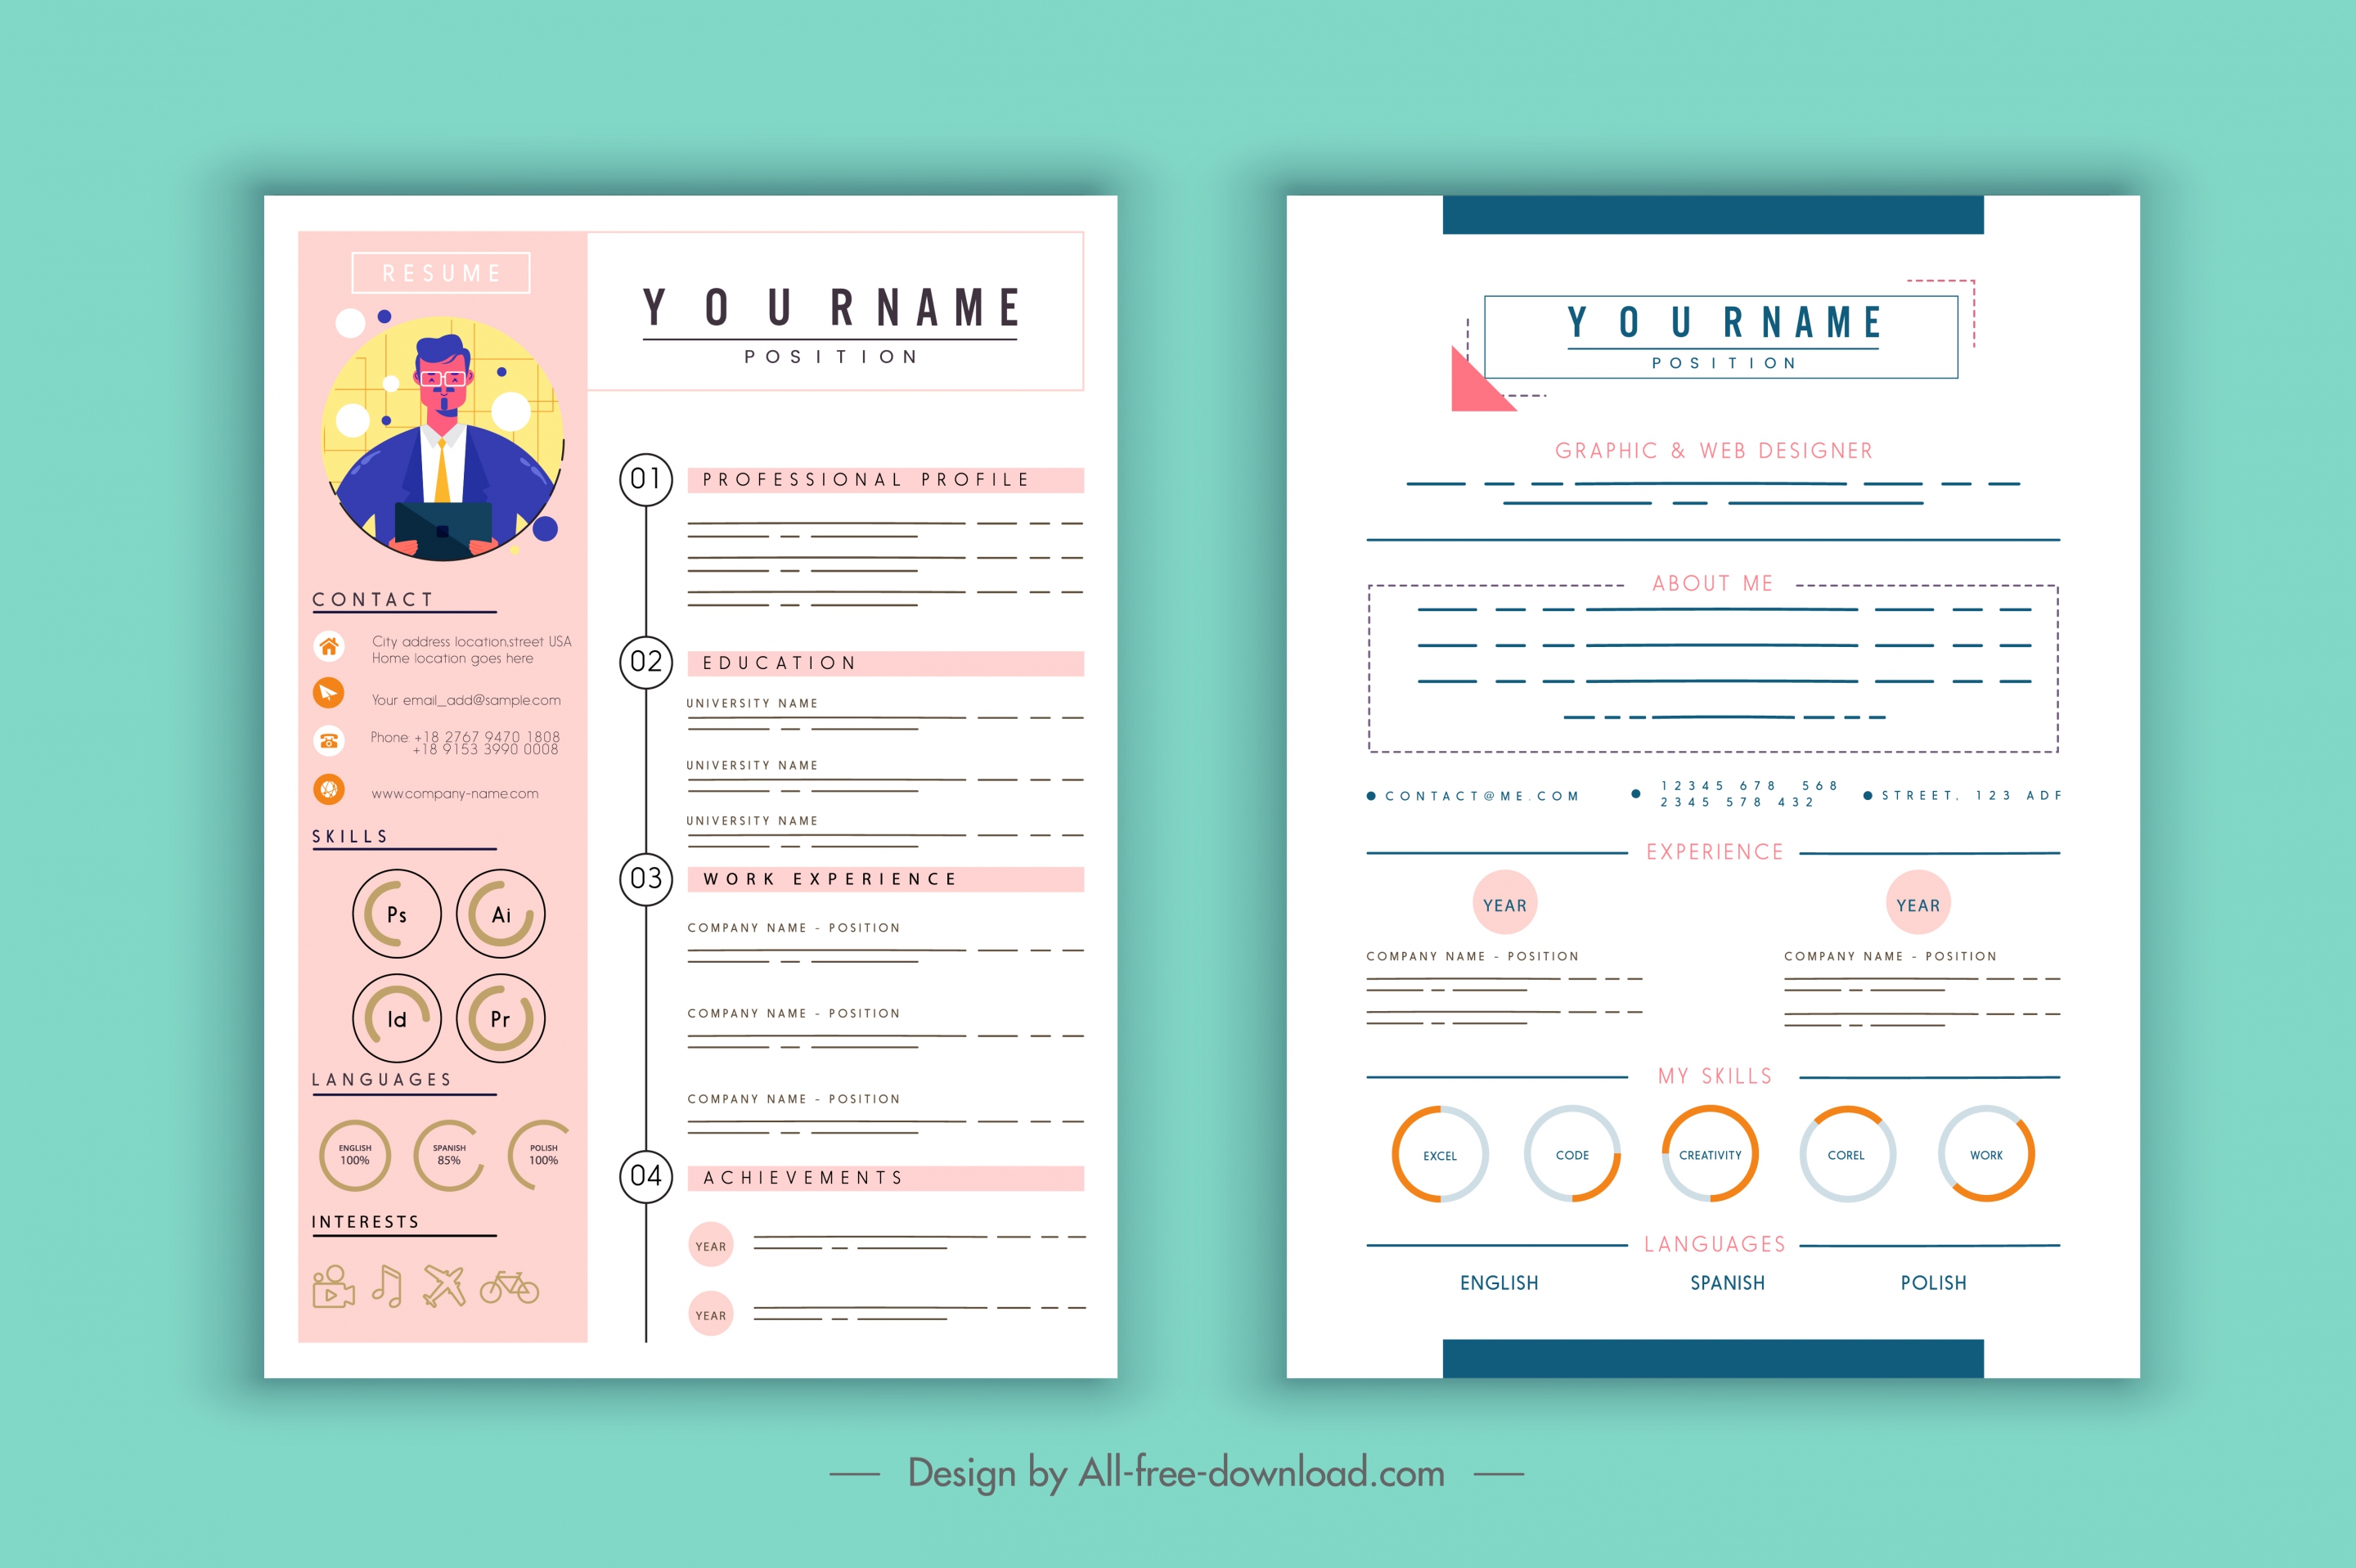 RESUME
YOURNAME
POSITION
CONTACT
City address location,street USA
Home location goes here
Your email_add@sample.com
Phone: +18 2767 9470 1808
+18 9153 3990 0008
www.company-name.com
SKILLS
Ps
Ai
Id
Pr
LANGUAGES
ENGLISH
100%
SPANISH
85%
POLISH
100%
INTERESTS
01
PROFESSIONAL PROFILE
02
EDUCATION
UNIVERSITY NAME
UNIVERSITY NAME
UNIVERSITY NAME
03
WORK EXPERIENCE
COMPANY NAME - POSITION
COMPANY NAME - POSITION
COMPANY NAME - POSITION
04
ACHIEVEMENTS
YEAR
YEAR
YOURNAME
POSITION
GRAPHIC & WEB DESIGNER
ABOUT ME
CONTACT@ME.COM
12345 678 568
2345 578 432
STREET, 123 ADF
EXPERIENCE
YEAR
COMPANY NAME - POSITION
YEAR
COMPANY NAME - POSITION
MY SKILLS
EXCEL
CODE
CREATIVITY
COREL
WORK
LANGUAGES
ENGLISH
SPANISH
POLISH
Design by All-free-download.com